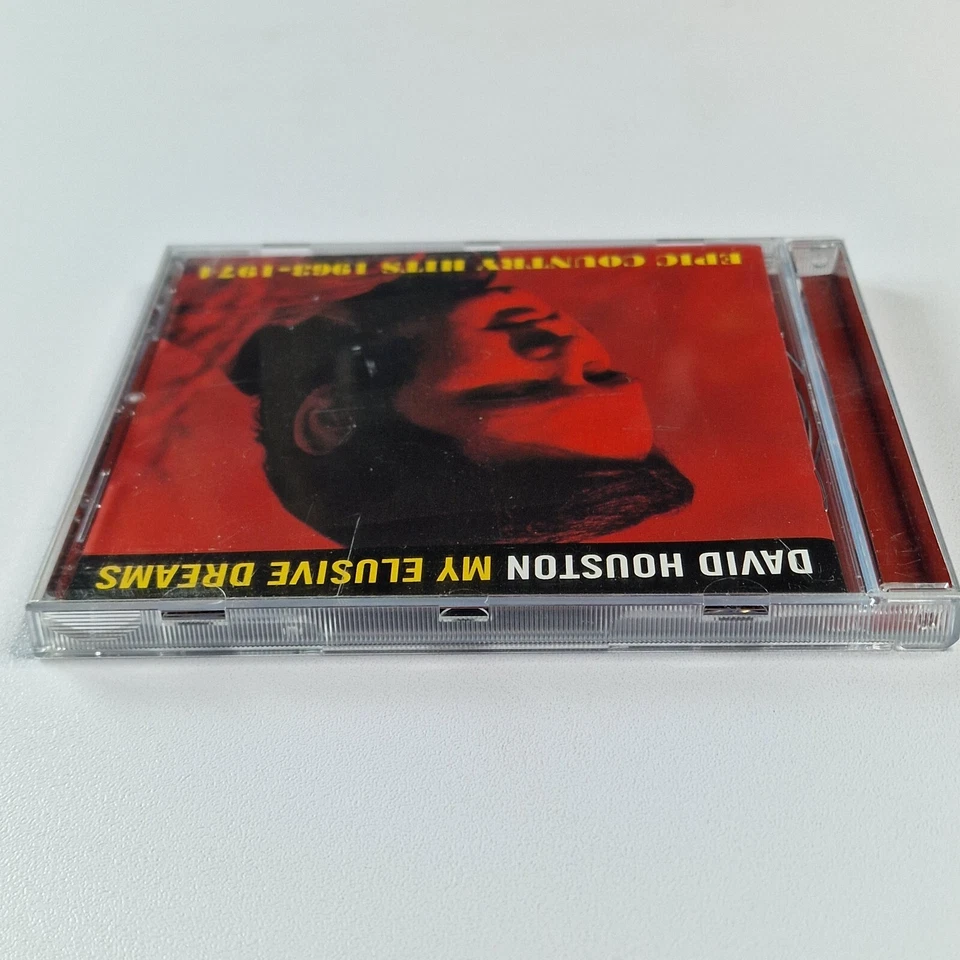 DAVID HOUSTON MY ELUSIVE DREAMS
EPIC COUNTRY HITS 1963-1974